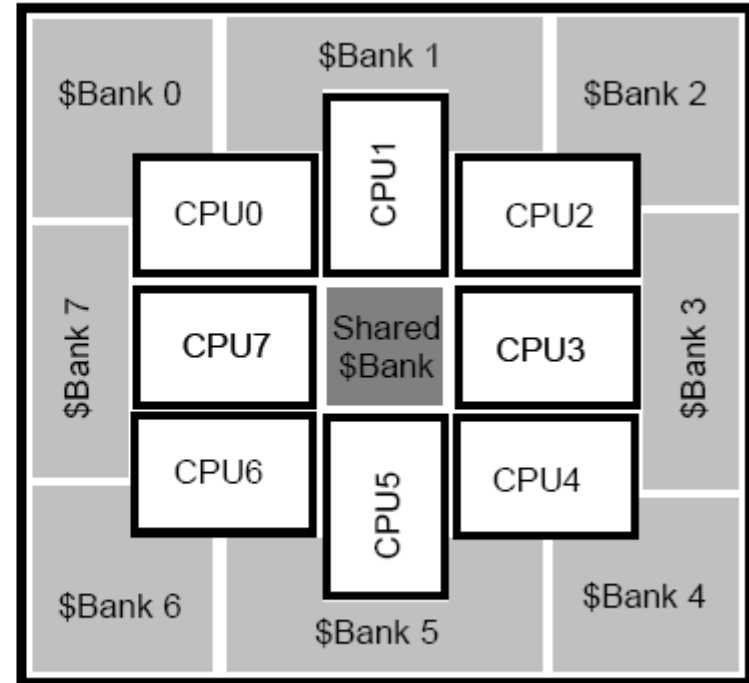 $Bank 0
$Bank 1
$Bank 2
CPU0
CPU1
CPU2
$Bank 7
CPU7
Shared
$Bank
CPU3
$Bank 3
CPU6
CPU5
CPU4
$Bank 6
$Bank 5
$Bank 4